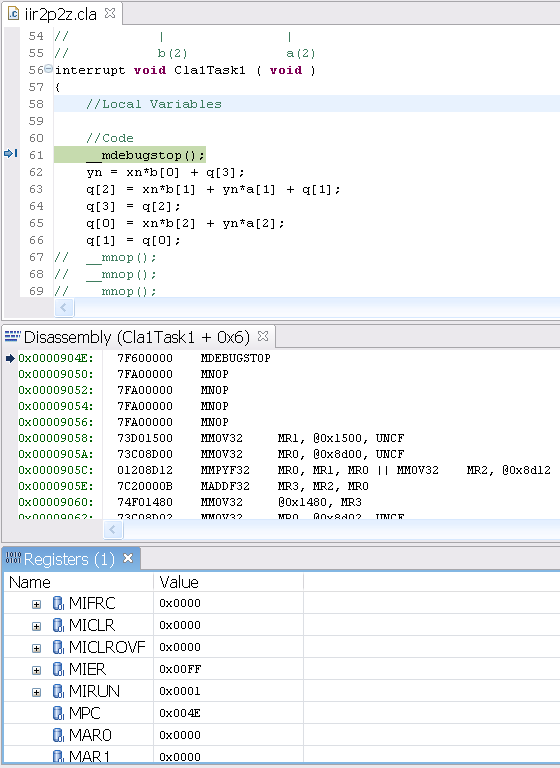 iir2p2z.cla
54 // | |
55 // b(2) a(2)
56 interrupt void Cla1Task1 ( void )
57 {
58 //Local Variables
59
60 //Code
61 __mdebugstop();
62 yn = xn*b[0] + q[3];
63 q[2] = xn*b[1] + yn*a[1] + q[1];
64 q[3] = q[2];
65 q[0] = xn*b[2] + yn*a[2];
66 q[1] = q[0];
67 // __mnop();
68 // __mnop();
69 // __mnop();
Disassembly (Cla1Task1 + 0x6)
0x0000904E: 7F600000 MDEBUGSTOP
0x00009050: 7FA00000 MNOP
0x00009052: 7FA00000 MNOP
0x00009054: 7FA00000 MNOP
0x00009056: 7FA00000 MNOP
0x00009058: 73D01500 MMOV32 MR1, @0x1500, UNCF
0x0000905A: 73C08D00 MMOV32 MR0, @0x8d00, UNCF
0x0000905C: 01208D12 MMPYF32 MR0, MR1, MR0 || MMOV32 MR2, @0x8d12
0x0000905E: 7C20000B MADDF32 MR3, MR2, MR0
0x00009060: 74F01480 MMOV32 @0x1480, MR3
0x00009062: 73C08D02 MMOV32 MR0, @0x8d02, UNCF
Registers (1)
Name Value
MIFRC 0x0000
MICLR 0x0000
MICLROVF 0x0000
MIER 0x00FF
MIRUN 0x0001
MPC 0x004E
MAR0 0x0000
MAR1 0x0000